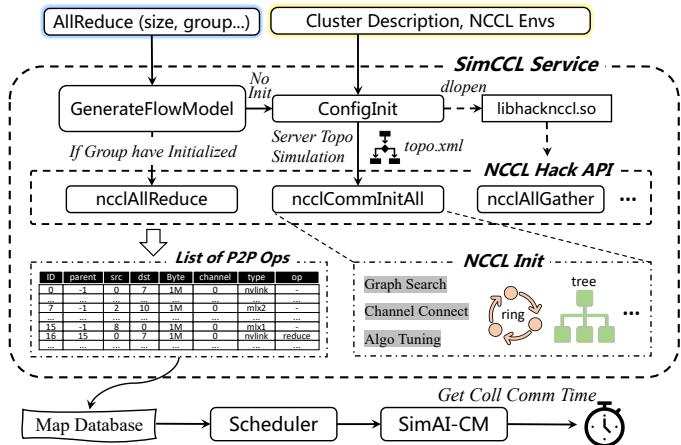 AllReduce (size, group...)
Cluster Description, NCCL Envs
SimCCL Service
GenerateFlowModel
No
Init
ConfigInit
dlopen
libhacknccl.so
If Group have Initialized
Server Topo
Simulation
topo.xml
NCCL Hack API
ncclAllReduce
ncclCommInitAll
ncclAllGather
...
List of P2P Ops
ID parent src dst Byte channel type op
0 -1 0 7 1M 0 nvlink -
... ... ... ... ... ... ...
7 -1 2 10 1M 0 mlx2 -
... ... ... ... ... ... ...
15 -1 8 0 1M 0 mlx1 -
16 15 0 7 1M 0 nvlink reduce
... ... ... ... ... ... ...
NCCL Init
Graph Search
Channel Connect
Algo Tuning
ring
tree
...
Get Coll Comm Time
Map Database
Scheduler
SimAI-CM